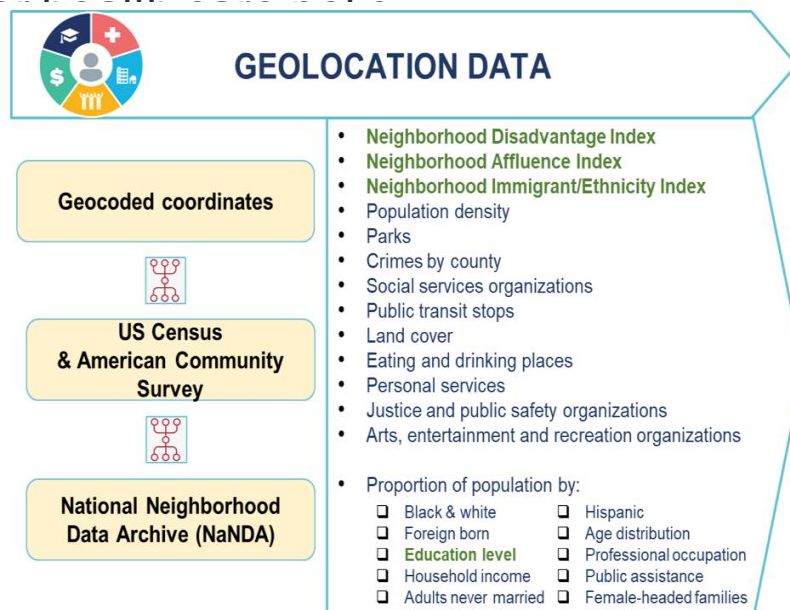 GEOLOCATION DATA
Geocoded coordinates
US Census
& American Community
Survey
National Neighborhood
Data Archive (NaNDA)
• Neighborhood Disadvantage Index
• Neighborhood Affluence Index
• Neighborhood Immigrant/Ethnicity Index
• Population density
• Parks
• Crimes by county
• Social services organizations
• Public transit stops
• Land cover
• Eating and drinking places
• Personal services
• Justice and public safety organizations
• Arts, entertainment and recreation organizations
• Proportion of population by:
❑ Black & white
❑ Foreign born
❑ Education level
❑ Household income
❑ Adults never married
❑ Hispanic
❑ Age distribution
❑ Professional occupation
❑ Public assistance
❑ Female-headed families